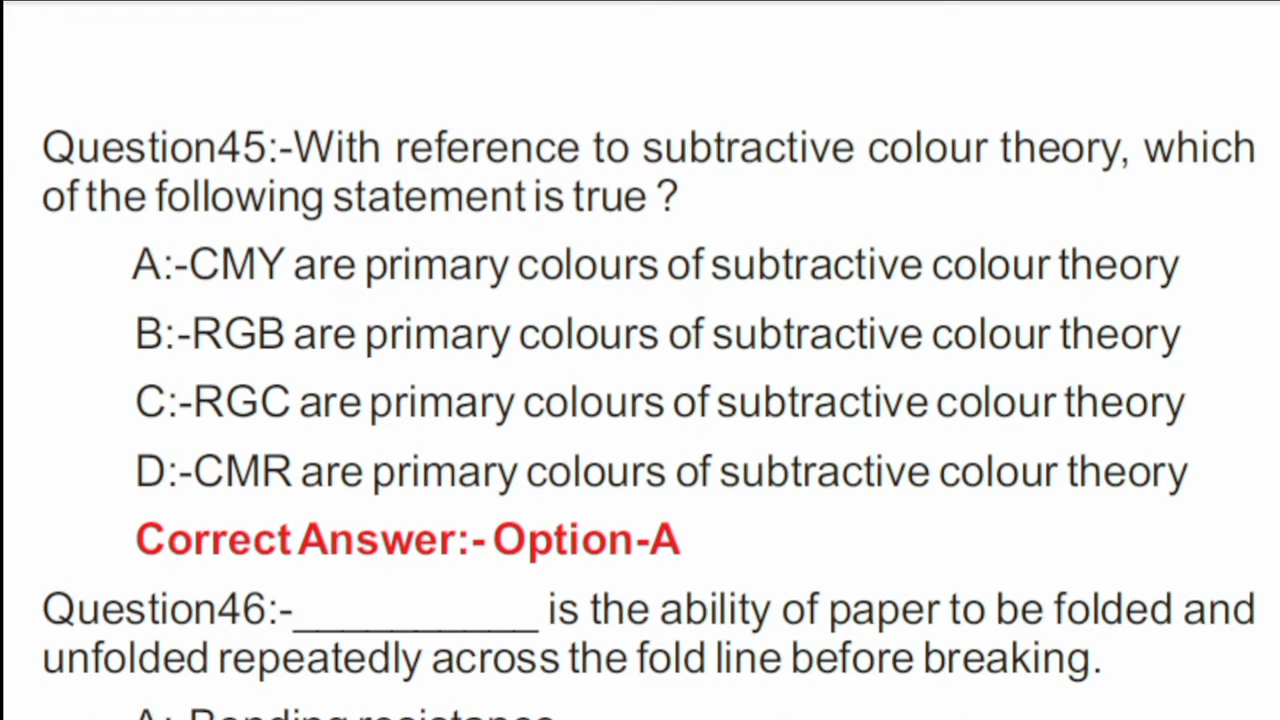 Question45:-With reference to subtractive colour theory, which
of the following statement is true ?
A:-CMY are primary colours of subtractive colour theory
B:-RGB are primary colours of subtractive colour theory
C:-RGC are primary colours of subtractive colour theory
D:-CMR are primary colours of subtractive colour theory
Correct Answer:- Option-A
Question46:-__________ is the ability of paper to be folded and
unfolded repeatedly across the fold line before breaking.
A:-Bending resistance